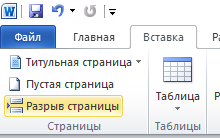 Файл Главная Вставка
Титульная страница
Пустая страница
Разрыв страницы
Таблица
Страницы Таблицы